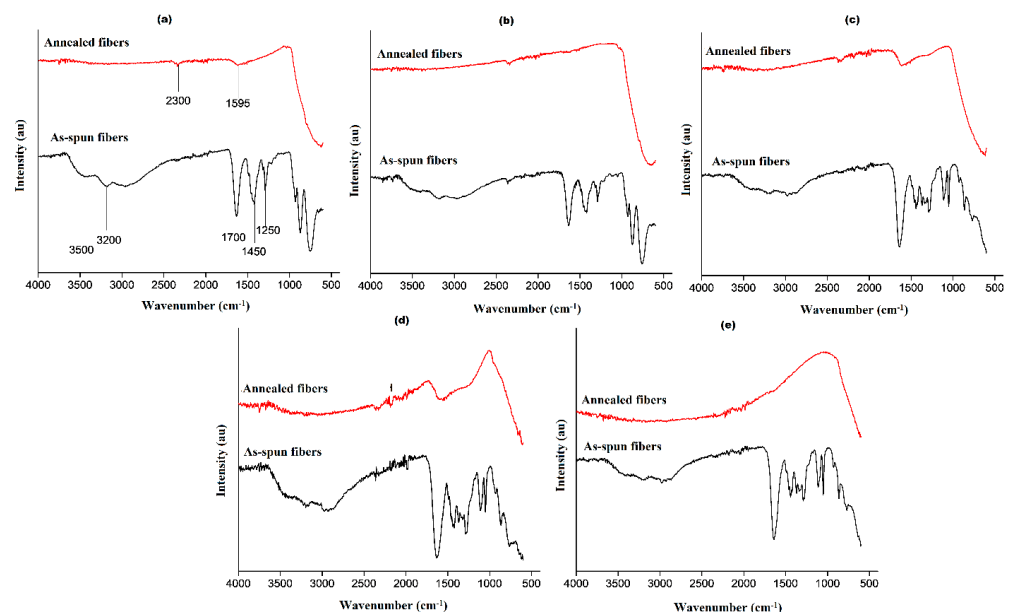 (a)
Annealed fibers
2300
1595
As-spun fibers
3500
3200
1700
1450
1250
Intensity (au)
4000 3500 3000 2500 2000 1500 1000 500
Wavenumber (cm⁻¹)
(b)
Annealed fibers
As-spun fibers
Intensity (au)
4000 3500 3000 2500 2000 1500 1000 500
Wavenumber (cm⁻¹)
(c)
Annealed fibers
As-spun fibers
Intensity (au)
4000 3500 3000 2500 2000 1500 1000 500
Wavenumber (cm⁻¹)
(d)
Annealed fibers
As-spun fibers
Intensity (au)
4000 3500 3000 2500 2000 1500 1000 500
Wavenumber (cm⁻¹)
(e)
Annealed fibers
As-spun fibers
Intensity (au)
4000 3500 3000 2500 2000 1500 1000 500
Wavenumber (cm⁻¹)